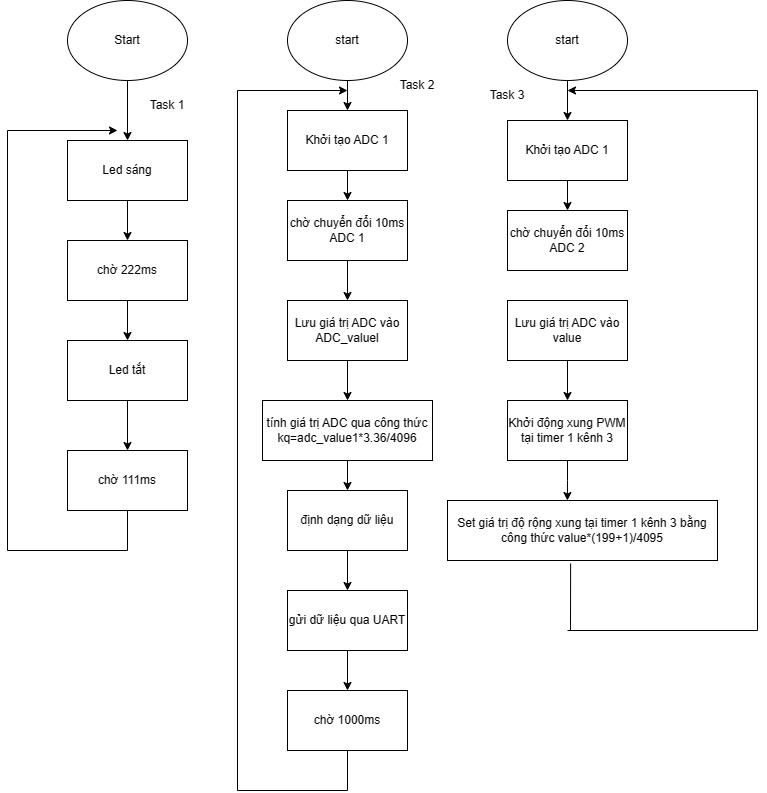 Start
Task 1
Led sáng
chờ 222ms
Led tắt
chờ 111ms
start
Task 2
Khởi tạo ADC 1
chờ chuyển đổi 10ms
ADC 1
Lưu giá trị ADC vào
ADC_valueI
tính giá trị ADC qua công thức
kq=adc_value1*3.36/4096
định dạng dữ liệu
gửi dữ liệu qua UART
chờ 1000ms
start
Task 3
Khởi tạo ADC 1
chờ chuyển đổi 10ms
ADC 2
Lưu giá trị ADC vào
value
Khởi động xung PWM
tại timer 1 kênh 3
Set giá trị độ rộng xung tại timer 1 kênh 3 bằng
công thức value*(199+1)/4095